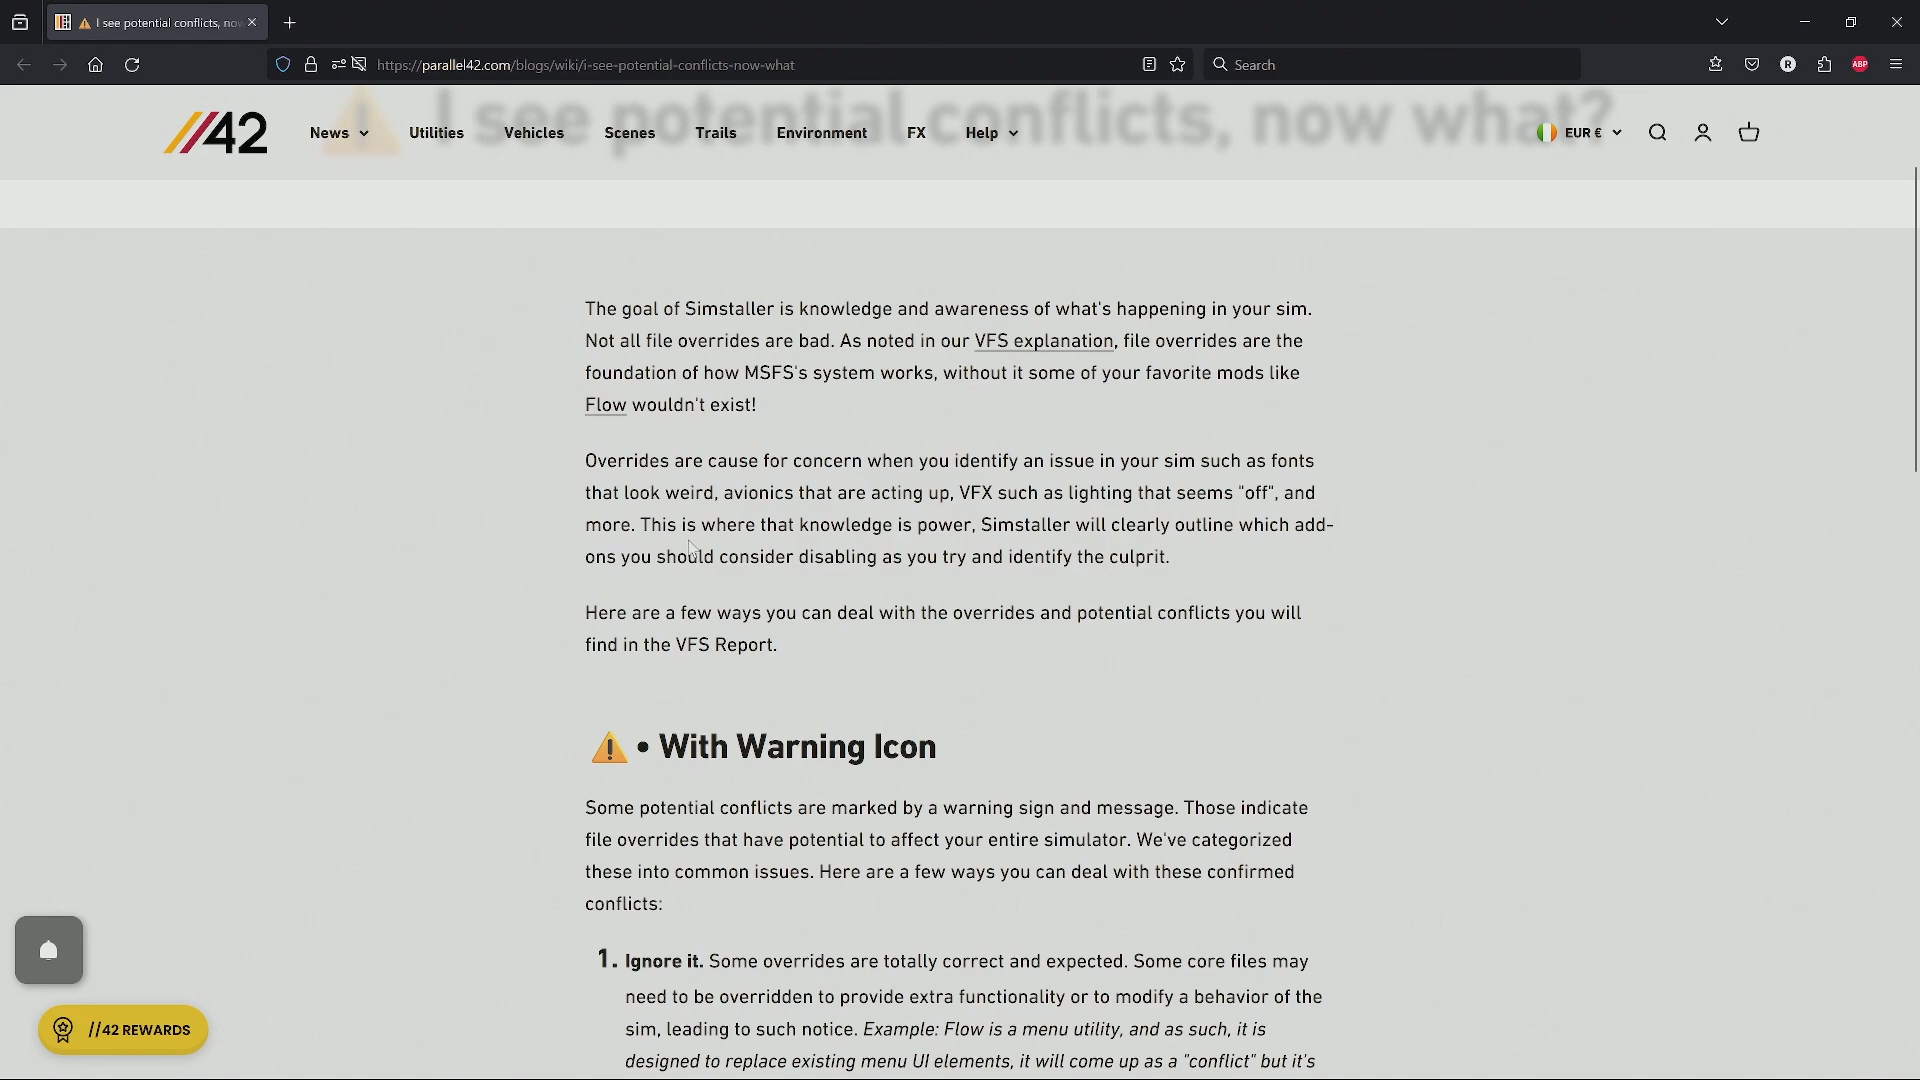 I see potential conflicts, now
https://parallel42.com/blogs/wiki/i-see-potential-conflicts-now-what
Search
R
ABP
I see potential conflicts, now what?
//42
News
Utilities
Vehicles
Scenes
Trails
Environment
FX
Help
EUR €
The goal of Simstaller is knowledge and awareness of what's happening in your sim.
Not all file overrides are bad. As noted in our VFS explanation, file overrides are the
foundation of how MSFS's system works, without it some of your favorite mods like
Flow wouldn't exist!
Overrides are cause for concern when you identify an issue in your sim such as fonts
that look weird, avionics that are acting up, VFX such as lighting that seems "off", and
more. This is where that knowledge is power, Simstaller will clearly outline which add-
ons you should consider disabling as you try and identify the culprit.
Here are a few ways you can deal with the overrides and potential conflicts you will
find in the VFS Report.
⚠️ • With Warning Icon
Some potential conflicts are marked by a warning sign and message. Those indicate
file overrides that have potential to affect your entire simulator. We've categorized
these into common issues. Here are a few ways you can deal with these confirmed
conflicts:
1. Ignore it. Some overrides are totally correct and expected. Some core files may
need to be overridden to provide extra functionality or to modify a behavior of the
sim, leading to such notice. Example: Flow is a menu utility, and as such, it is
designed to replace existing menu UI elements, it will come up as a "conflict" but it's
//42 REWARDS